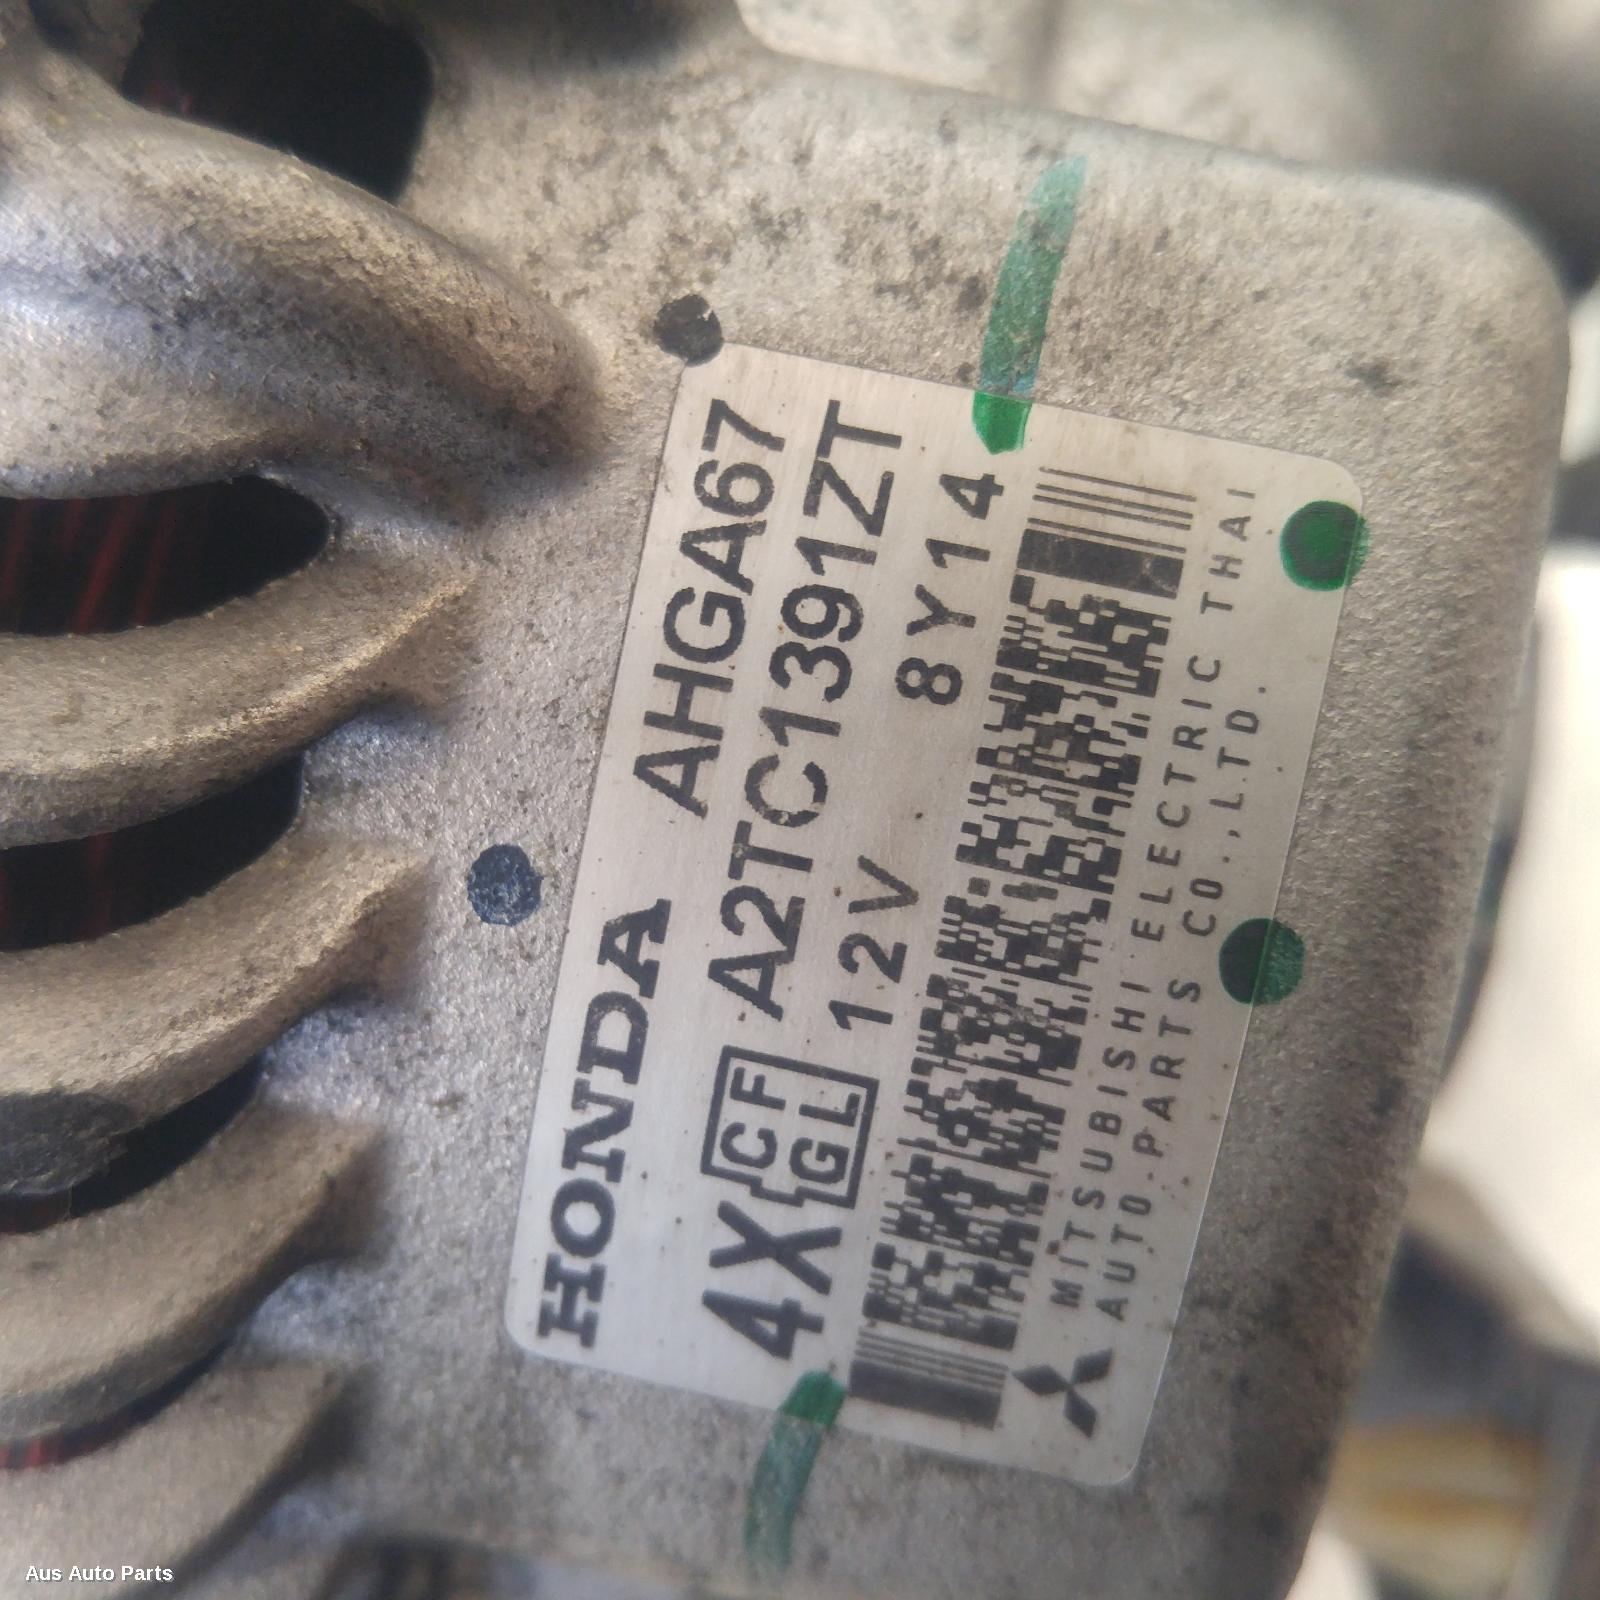 HONDA AHGA67
4X CF GL A2TC1391ZT
12V 8Y14
MITSUBISHI ELECTRIC THAI
AUTO-PARTS CO.,LTD.
Aus Auto Parts